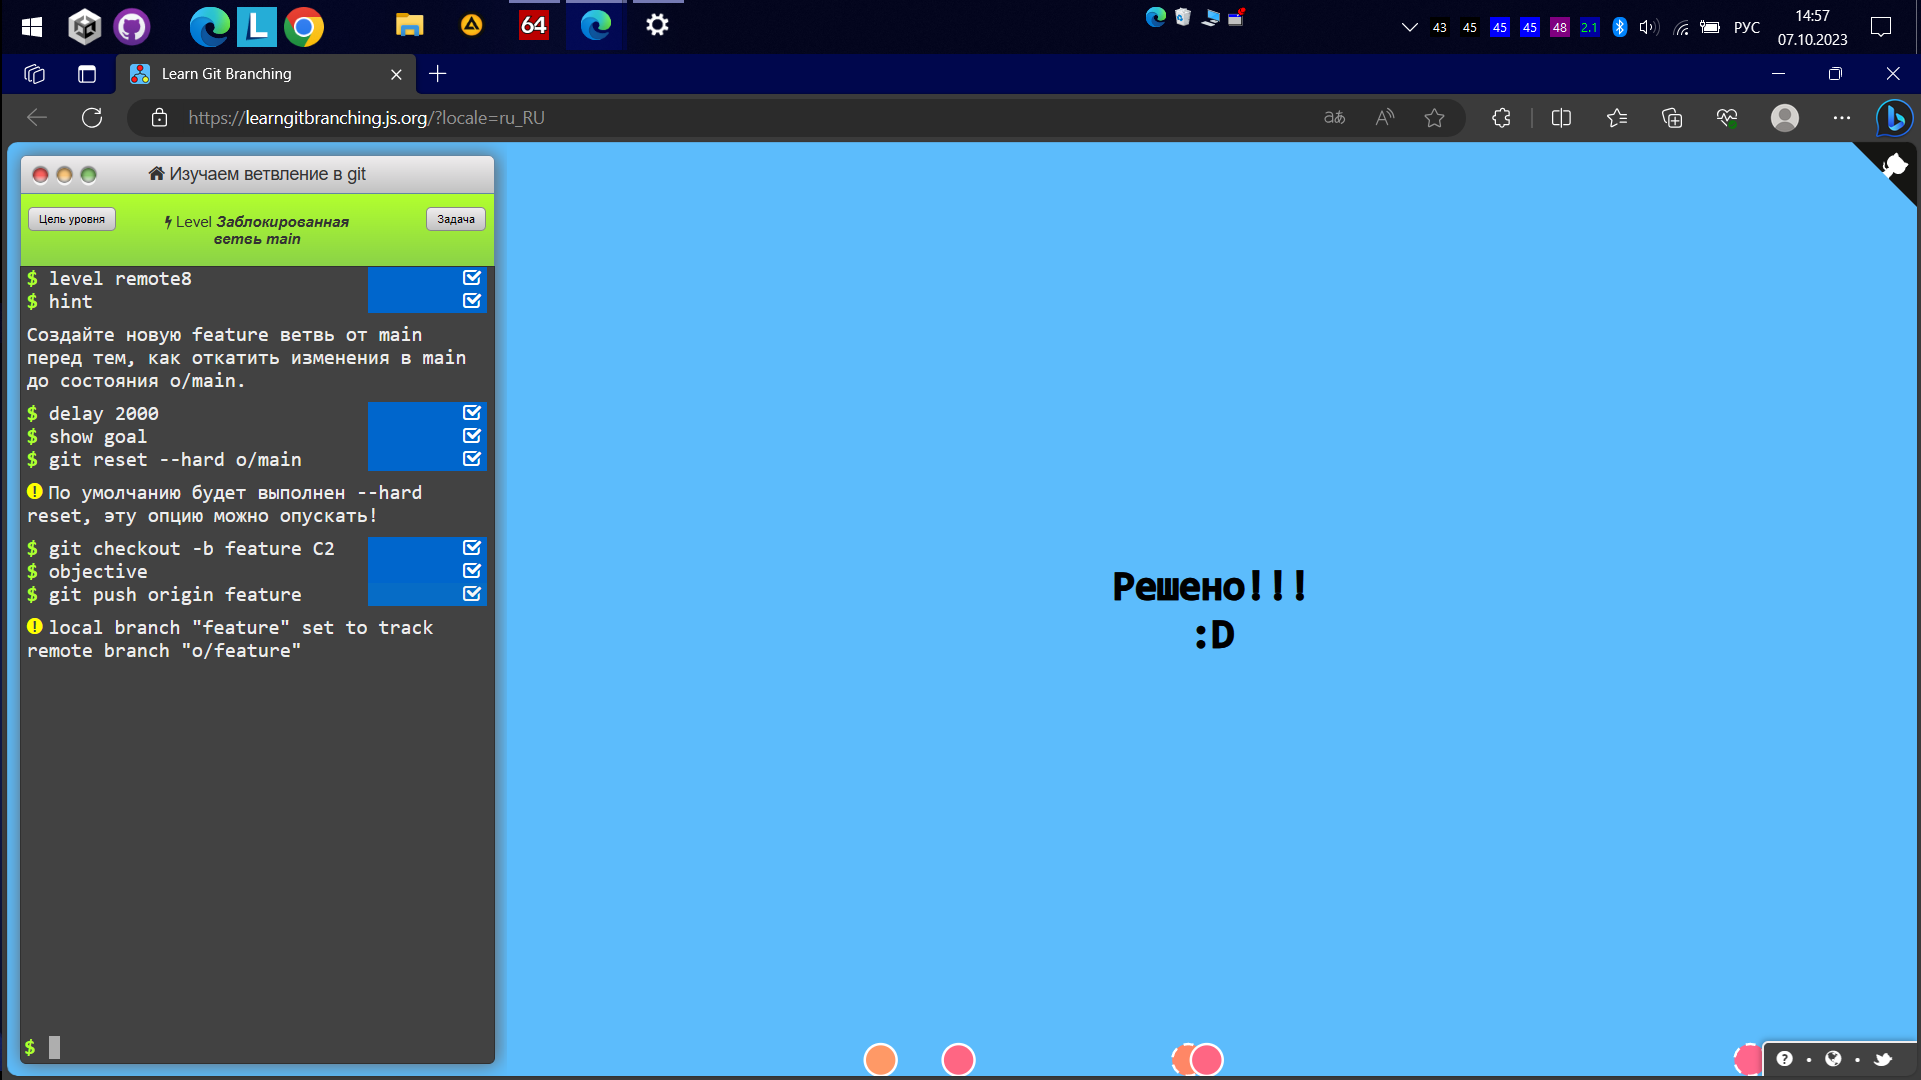 64
43
45
45
45
48
2.1
РУС
14:57
07.10.2023
Learn Git Branching
https://learngitbranching.js.org/?locale=ru_RU
Изучаем ветвление в git
Цель уровня
Level Заблокированная
ветвь main
Задача
$ level remote8
$ hint
Создайте новую feature ветвь от main
перед тем, как откатить изменения в main
до состояния o/main.
$ delay 2000
$ show goal
$ git reset --hard o/main
По умолчанию будет выполнен --hard
reset, эту опцию можно опускать!
$ git checkout -b feature C2
$ objective
$ git push origin feature
local branch "feature" set to track
remote branch "o/feature"
$
Решено!!!
:D